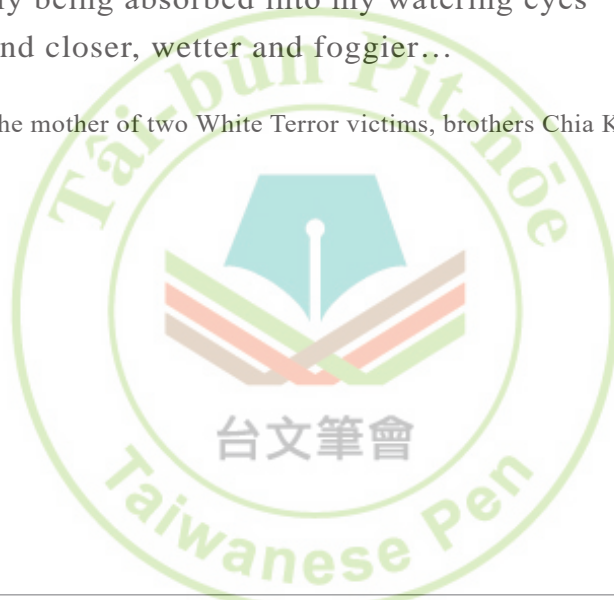 y being absorbed into my watering eyes
nd closer, wetter and foggier…
he mother of two White Terror victims, brothers Chia K
Tâi-bûn Pit-nōe
台文筆會
Taiwanese Pen